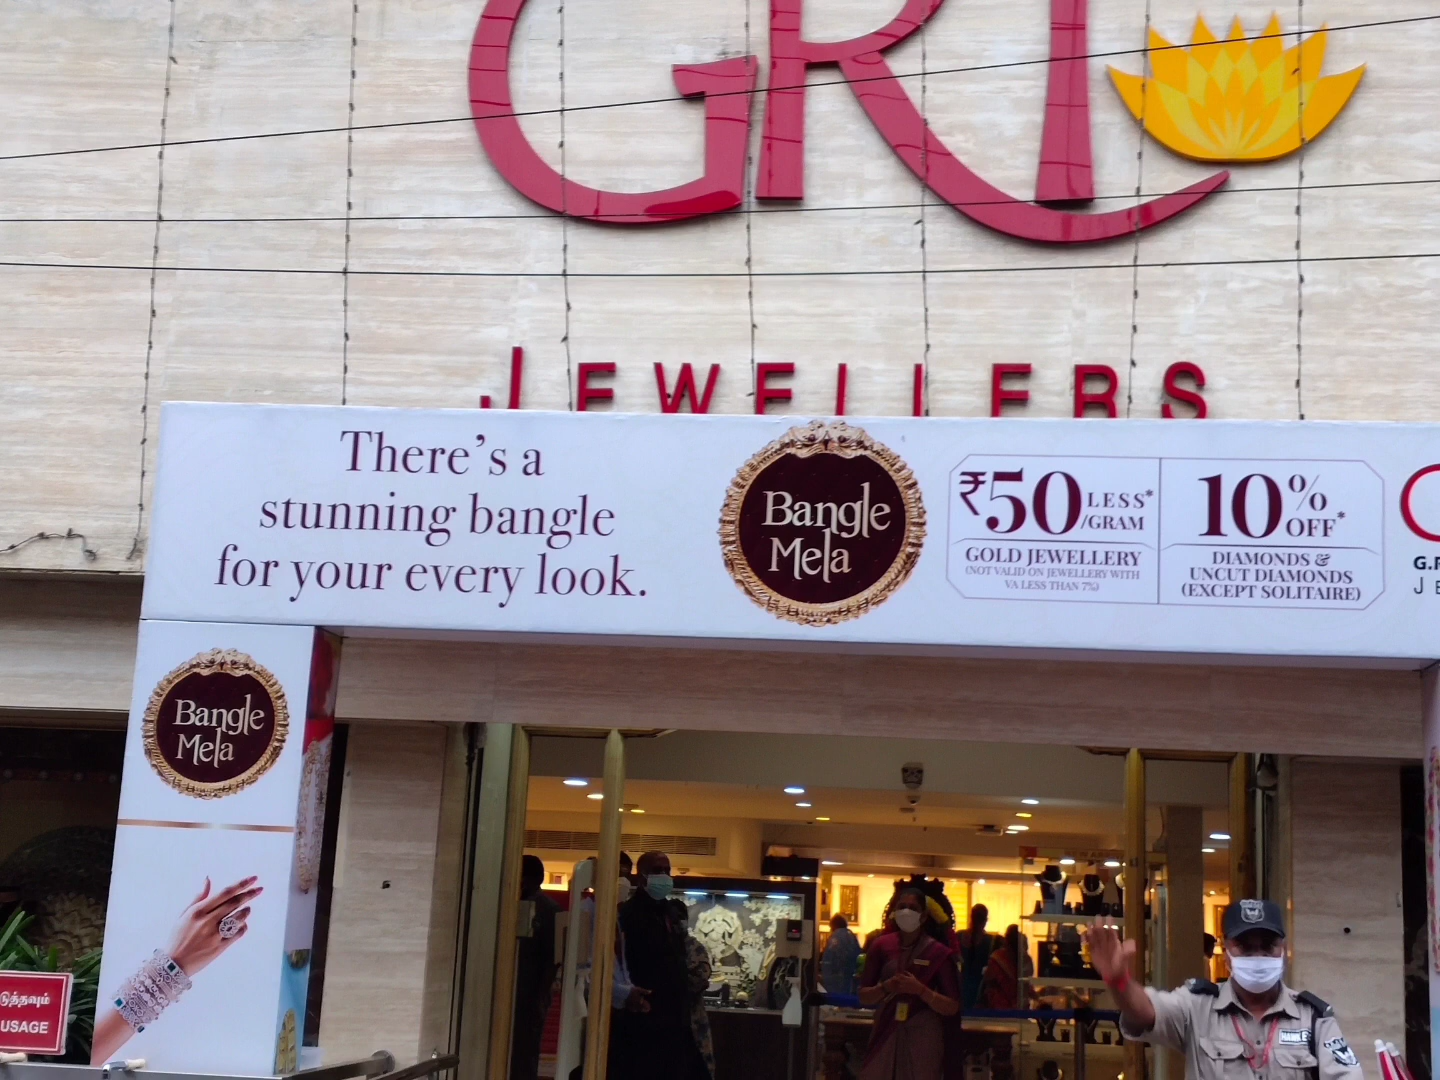 GRT
JEWELLERS
There's a
stunning bangle
for your every look.
Bangle
Mela
₹50 LESS*
/GRAM
GOLD JEWELLERY
(NOT VALID ON JEWELLERY WITH
VA LESS THAN 7%)
10% OFF*
DIAMONDS &
UNCUT DIAMONDS
(EXCEPT SOLITAIRE)
Bangle
Mela
USAGE
HAWK